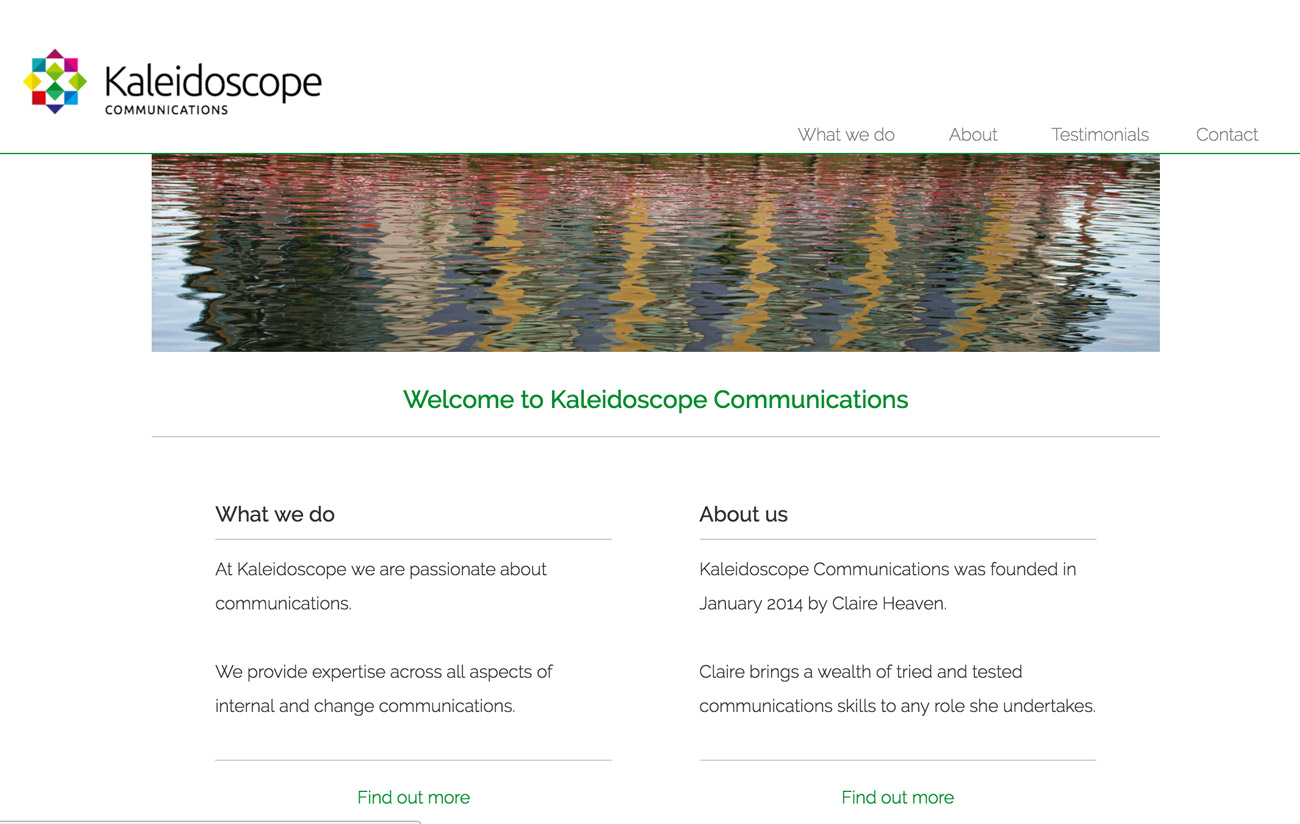 Kaleidoscope
COMMUNICATIONS
What we do About Testimonials Contact
Welcome to Kaleidoscope Communications
What we do
At Kaleidoscope we are passionate about
communications.
We provide expertise across all aspects of
internal and change communications.
Find out more
About us
Kaleidoscope Communications was founded in
January 2014 by Claire Heaven.
Claire brings a wealth of tried and tested
communications skills to any role she undertakes.
Find out more